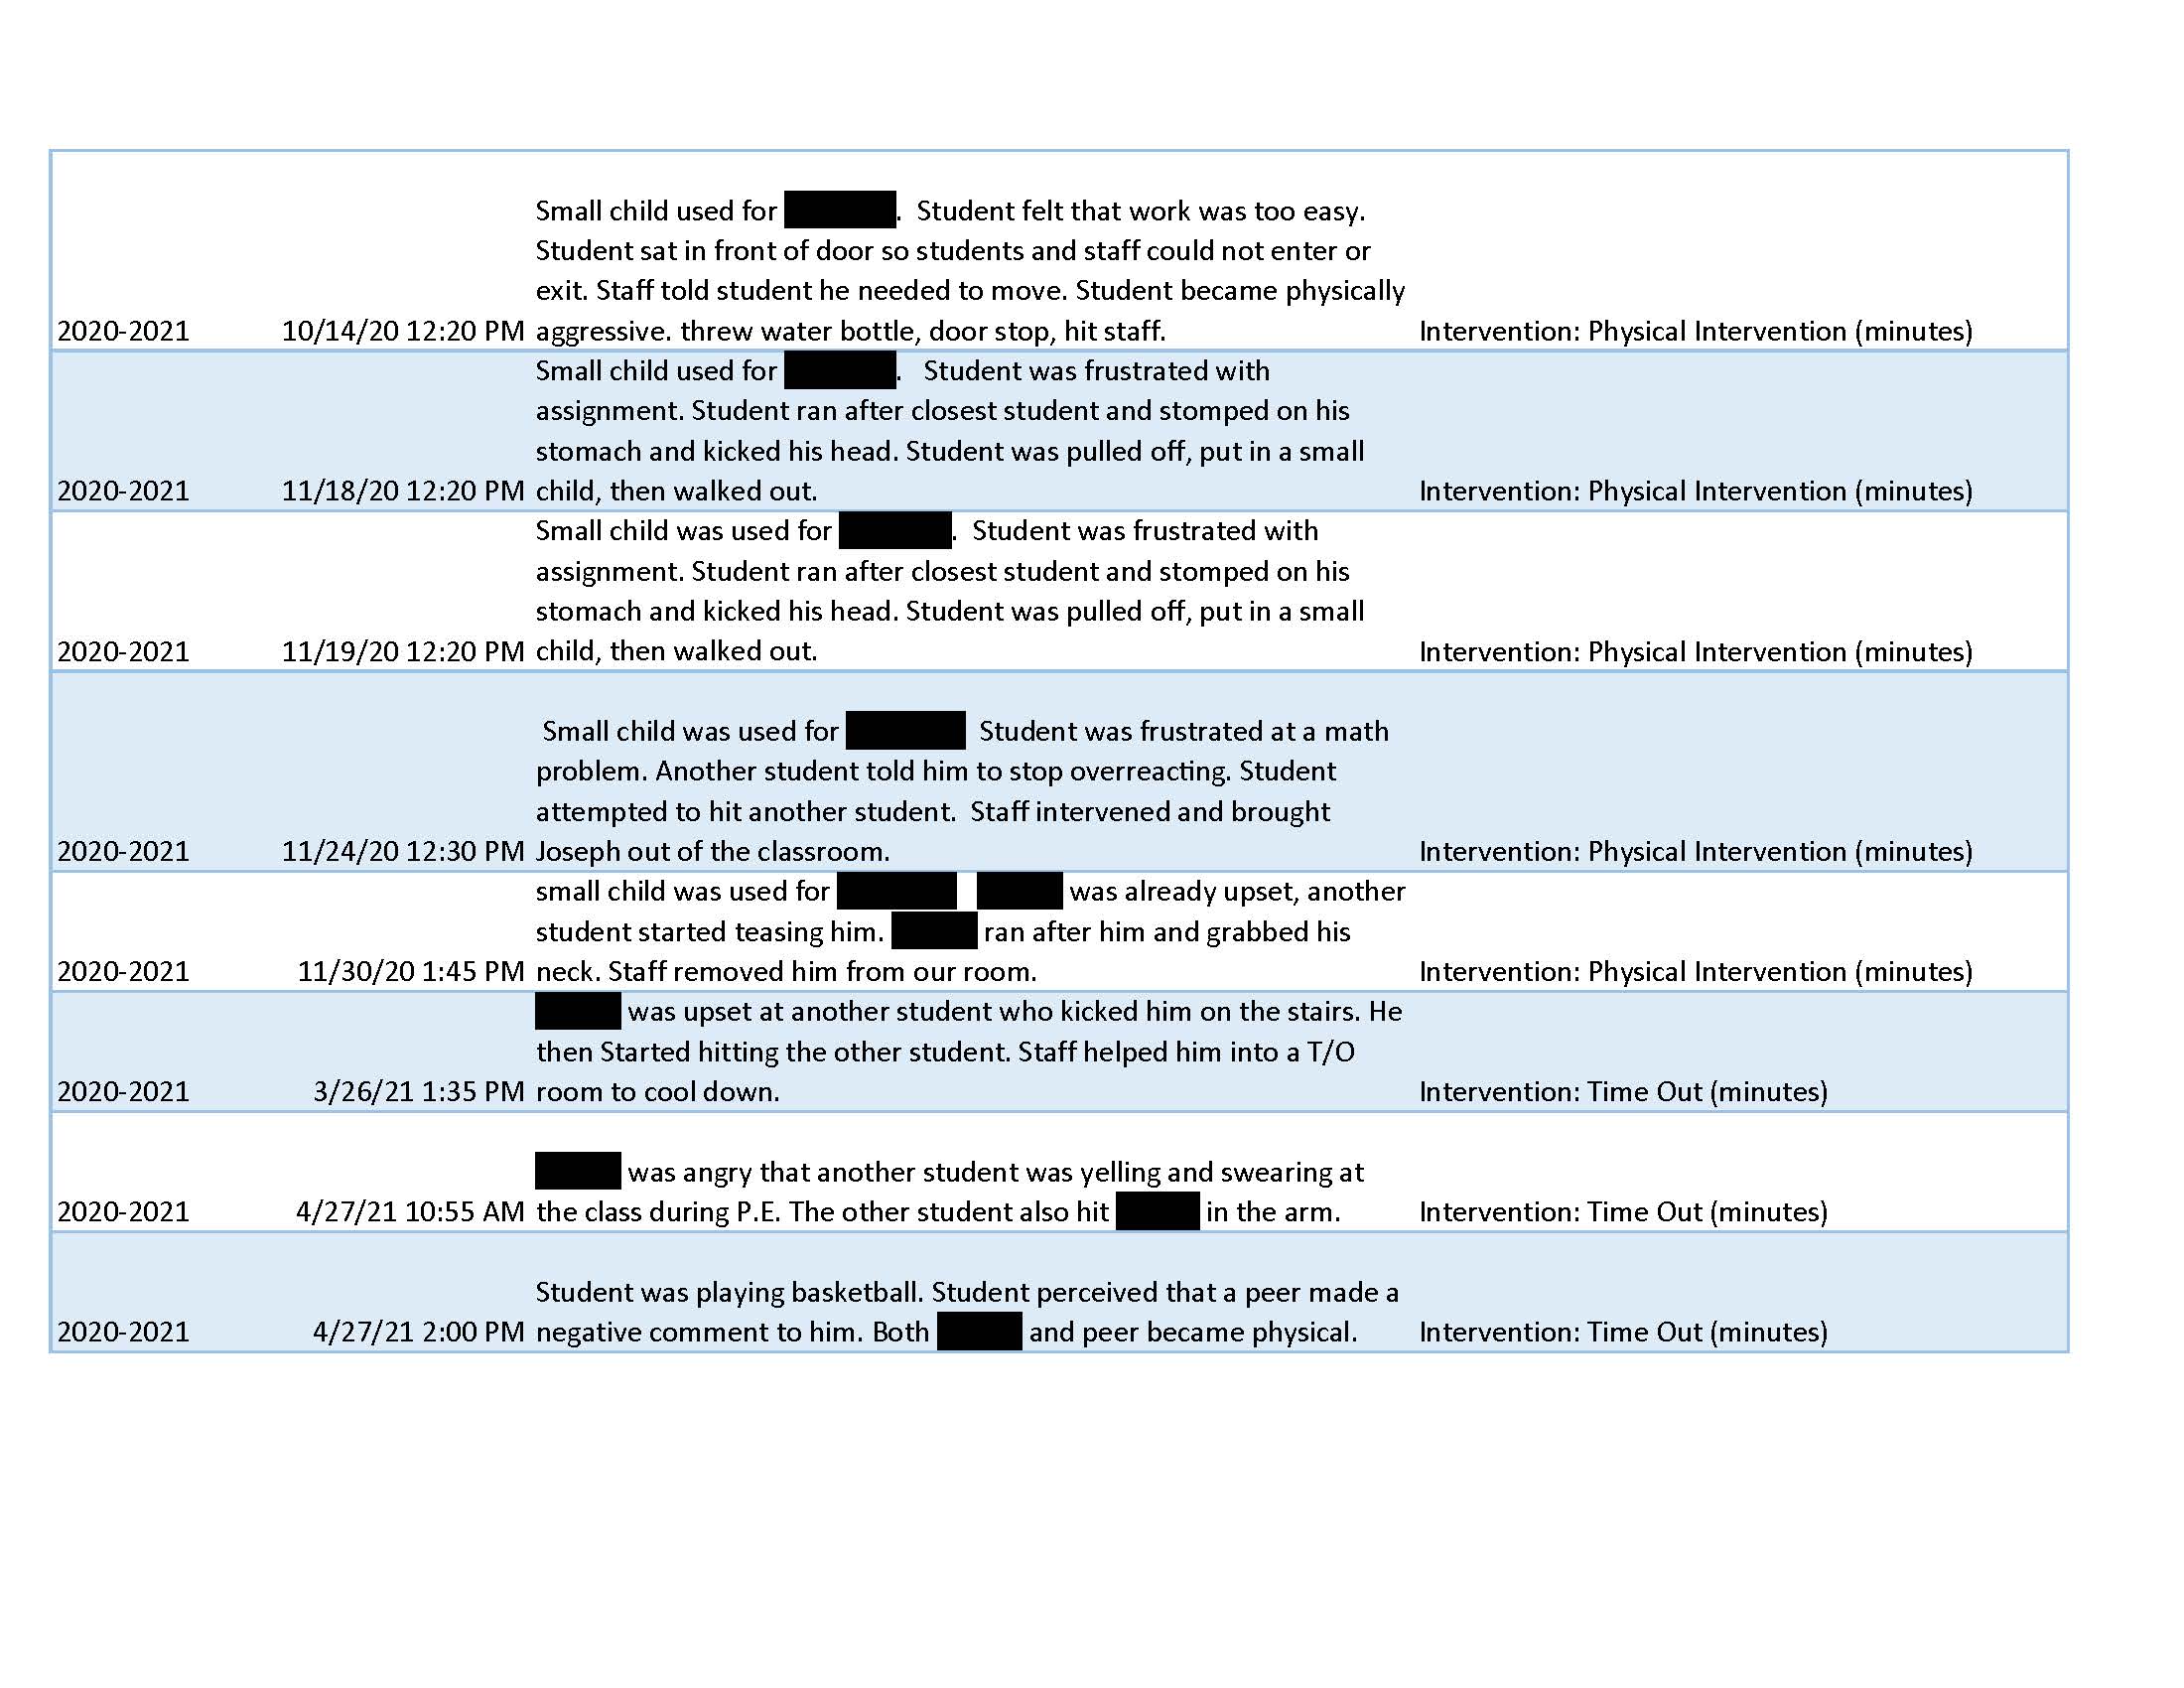 Small child used for . Student felt that work was too easy.
Student sat in front of door so students and staff could not enter or
exit. Staff told student he needed to move. Student became physically
2020-2021 10/14/20 12:20 PM aggressive. threw water bottle, door stop, hit staff. Intervention: Physical Intervention (minutes)
Small child used for . Student was frustrated with
assignment. Student ran after closest student and stomped on his
stomach and kicked his head. Student was pulled off, put in a small
2020-2021 11/18/20 12:20 PM child, then walked out. Intervention: Physical Intervention (minutes)
Small child was used for . Student was frustrated with
assignment. Student ran after closest student and stomped on his
stomach and kicked his head. Student was pulled off, put in a small
2020-2021 11/19/20 12:20 PM child, then walked out. Intervention: Physical Intervention (minutes)
Small child was used for Student was frustrated at a math
problem. Another student told him to stop overreacting. Student
attempted to hit another student. Staff intervened and brought
2020-2021 11/24/20 12:30 PM Joseph out of the classroom. Intervention: Physical Intervention (minutes)
small child was used for was already upset, another
student started teasing him. ran after him and grabbed his
2020-2021 11/30/20 1:45 PM neck. Staff removed him from our room. Intervention: Physical Intervention (minutes)
was upset at another student who kicked him on the stairs. He
then Started hitting the other student. Staff helped him into a T/O
2020-2021 3/26/21 1:35 PM room to cool down. Intervention: Time Out (minutes)
was angry that another student was yelling and swearing at
2020-2021 4/27/21 10:55 AM the class during P.E. The other student also hit in the arm. Intervention: Time Out (minutes)
Student was playing basketball. Student perceived that a peer made a
2020-2021 4/27/21 2:00 PM negative comment to him. Both and peer became physical. Intervention: Time Out (minutes)